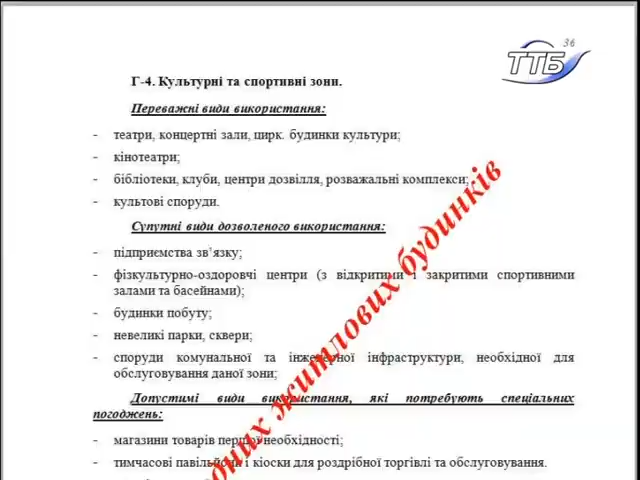 36
ТТБ
Г-4. Культурні та спортивні зони.
Переважні види використання:
- театри, концертні зали, цирк. будинки культури;
- кінотеатри;
- бібліотеки, клуби, центри дозвілля, розважальні комплекси;
- культові споруди.
Супутні види дозволеного використання:
- підприємства зв’язку;
- фізкультурно-оздоровчі центри (з відкритими і закритими спортивними
залами та басейнами);
- будинки побуту;
- невеликі парки, сквери;
- споруди комунальної та інженерної інфраструктури, необхідної для
обслуговування даної зони;
Допустимі види використання, які потребують спеціальних
погоджень:
- магазини товарів першої необхідності;
- тимчасові павільйони і кіоски для роздрібної торгівлі та обслуговування.
житлових будинків